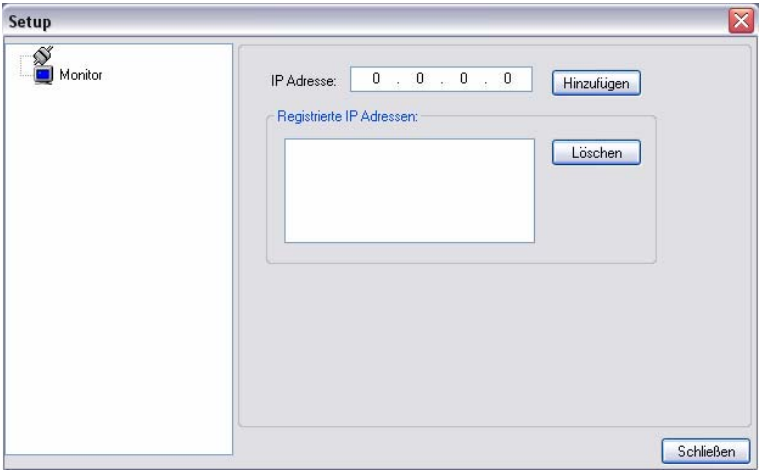 Setup
Monitor
IP Adresse: 0 . 0 . 0 . 0 Hinzufügen
Registrierte IP Adressen:
Löschen
Schließen